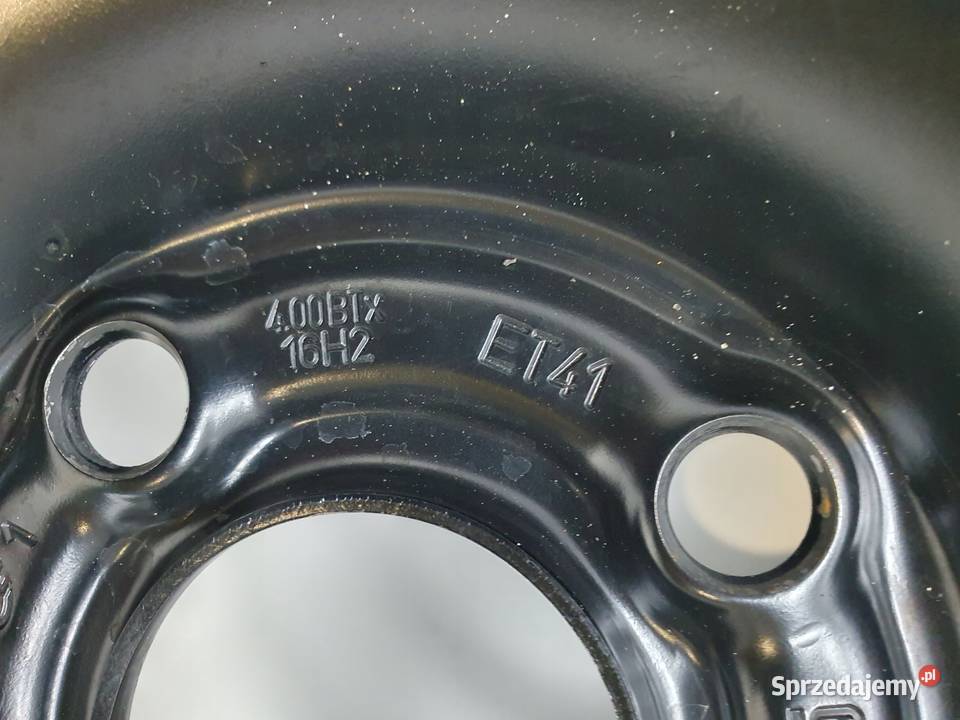 4.00BTx
16H2
ET41
Sprzedajemy.pl